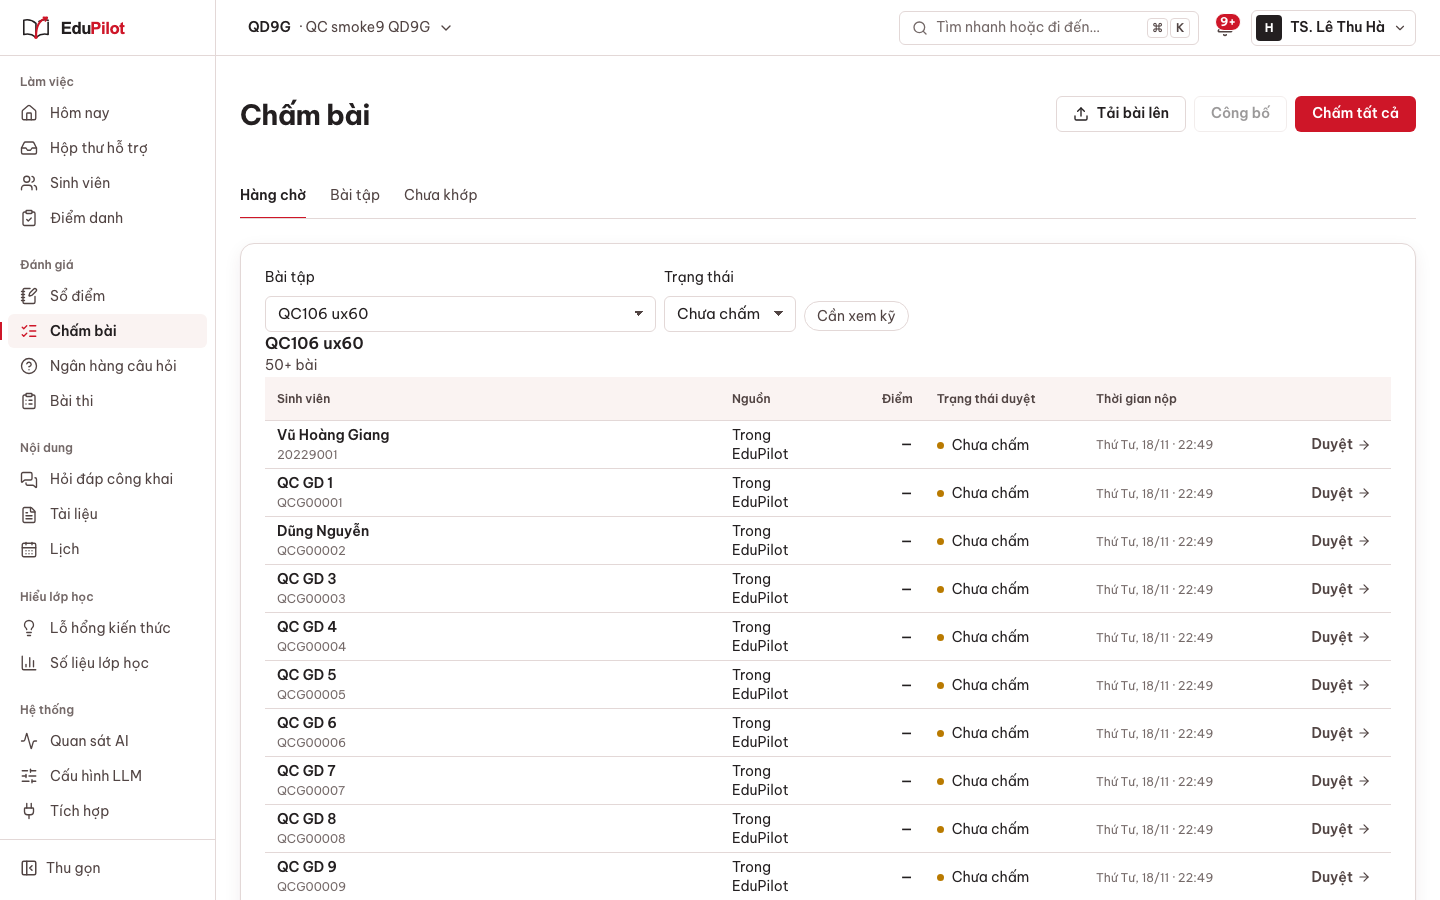 EduPilot
QD9G · QC smoke9 QD9G
Tìm nhanh hoặc đi đến...
⌘ K
9+
H
TS. Lê Thu Hà
Làm việc
Hôm nay
Hộp thư hỗ trợ
Sinh viên
Điểm danh
Đánh giá
Sổ điểm
Chấm bài
Ngân hàng câu hỏi
Bài thi
Nội dung
Hỏi đáp công khai
Tài liệu
Lịch
Hiểu lớp học
Lỗ hổng kiến thức
Số liệu lớp học
Hệ thống
Quan sát AI
Cấu hình LLM
Tích hợp
Thu gọn
Chấm bài
Tải bài lên
Công bố
Chấm tất cả
Hàng chờ
Bài tập
Chưa khớp
Bài tập
Trạng thái
QC106 ux60
Chưa chấm
Cần xem kỹ
QC106 ux60
50+ bài
Sinh viên Nguồn Điểm Trạng thái duyệt Thời gian nộp
Vũ Hoàng Giang
20229001
Trong
EduPilot
– Chưa chấm Thứ Tư, 18/11 · 22:49 Duyệt →
QC GD 1
QCG00001
Trong
EduPilot
– Chưa chấm Thứ Tư, 18/11 · 22:49 Duyệt →
Dũng Nguyễn
QCG00002
Trong
EduPilot
– Chưa chấm Thứ Tư, 18/11 · 22:49 Duyệt →
QC GD 3
QCG00003
Trong
EduPilot
– Chưa chấm Thứ Tư, 18/11 · 22:49 Duyệt →
QC GD 4
QCG00004
Trong
EduPilot
– Chưa chấm Thứ Tư, 18/11 · 22:49 Duyệt →
QC GD 5
QCG00005
Trong
EduPilot
– Chưa chấm Thứ Tư, 18/11 · 22:49 Duyệt →
QC GD 6
QCG00006
Trong
EduPilot
– Chưa chấm Thứ Tư, 18/11 · 22:49 Duyệt →
QC GD 7
QCG00007
Trong
EduPilot
– Chưa chấm Thứ Tư, 18/11 · 22:49 Duyệt →
QC GD 8
QCG00008
Trong
EduPilot
– Chưa chấm Thứ Tư, 18/11 · 22:49 Duyệt →
QC GD 9
QCG00009
Trong
EduPilot
– Chưa chấm Thứ Tư, 18/11 · 22:49 Duyệt →